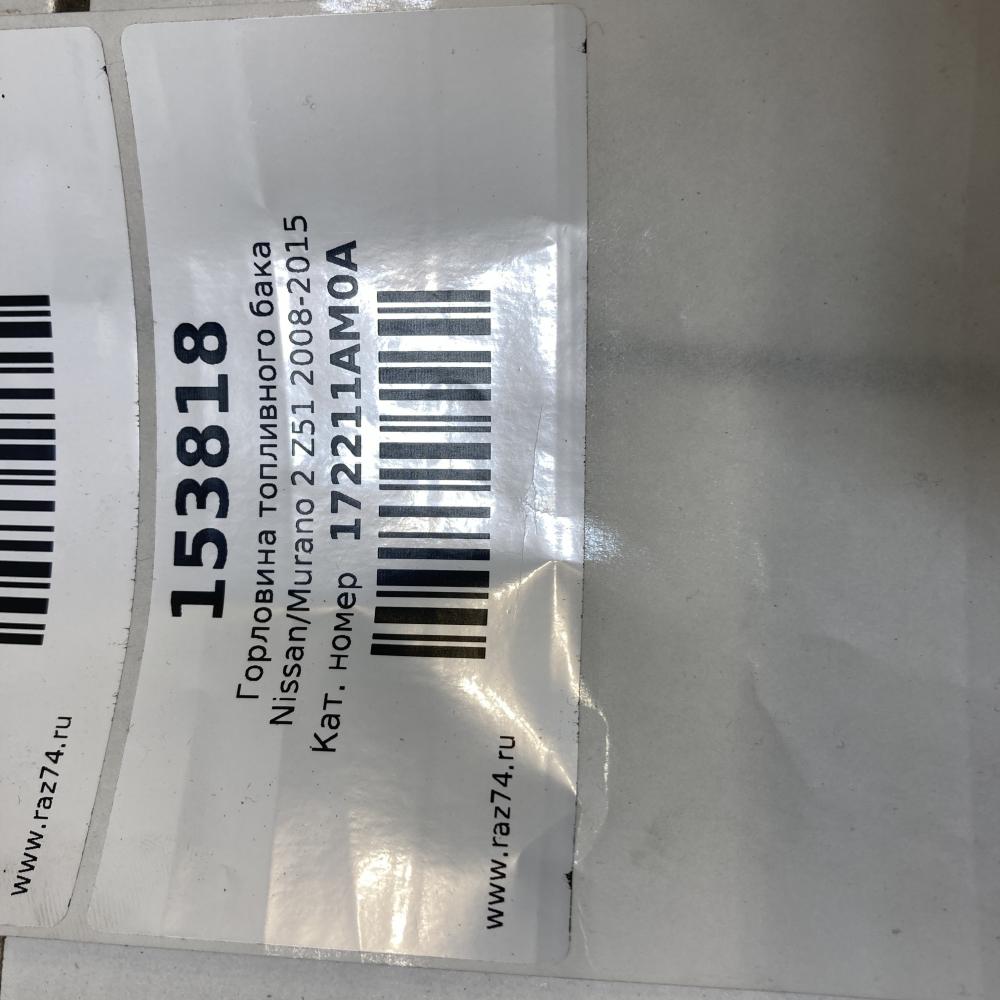 www.raz74.ru
153818
Горловина топливного бака
Nissan/Murano 2 Z51 2008-2015
Кат. номер 172211AM0A
www.raz74.ru